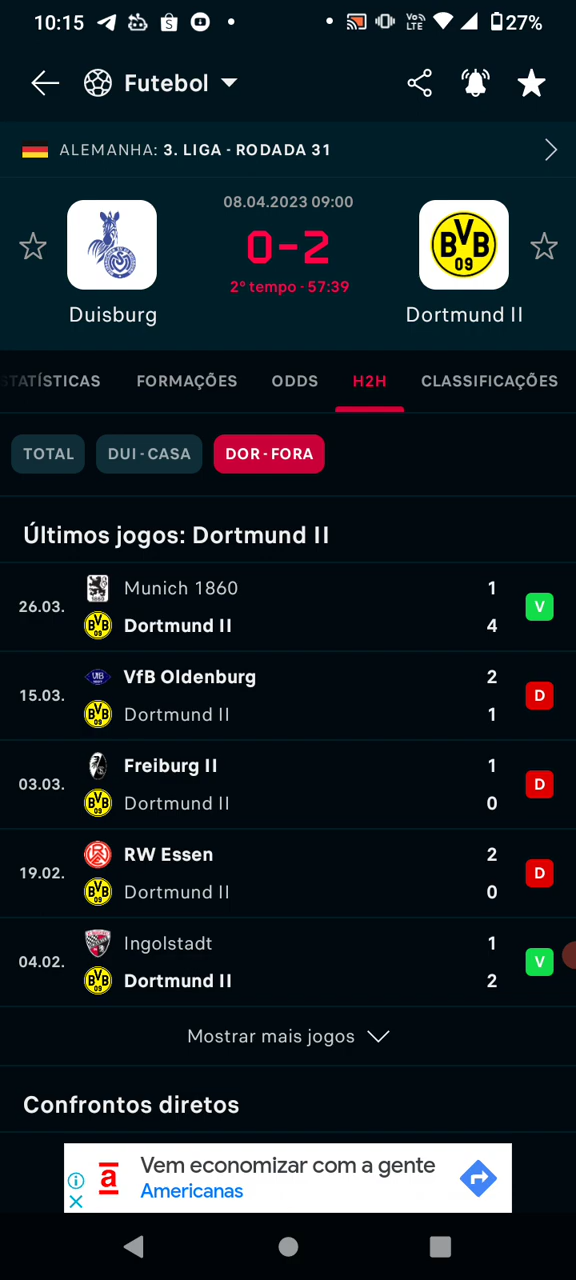 10:15
Vo) LTE
27%
Futebol
ALEMANHA: 3. LIGA - RODADA 31
08.04.2023 09:00
0-2
2º tempo - 57:39
BVB 09
Duisburg
Dortmund II
STATÍSTICAS
FORMAÇÕES
ODDS
H2H
CLASSIFICAÇÕES
TOTAL
DUI - CASA
DOR - FORA
Últimos jogos: Dortmund II
26.03.
Munich 1860 1
Dortmund II 4
V
15.03.
VfB Oldenburg 2
Dortmund II 1
D
03.03.
Freiburg II 1
Dortmund II 0
D
19.02.
RW Essen 2
Dortmund II 0
D
04.02.
Ingolstadt 1
Dortmund II 2
V
Mostrar mais jogos
Confrontos diretos
a
Vem economizar com a gente
Americanas